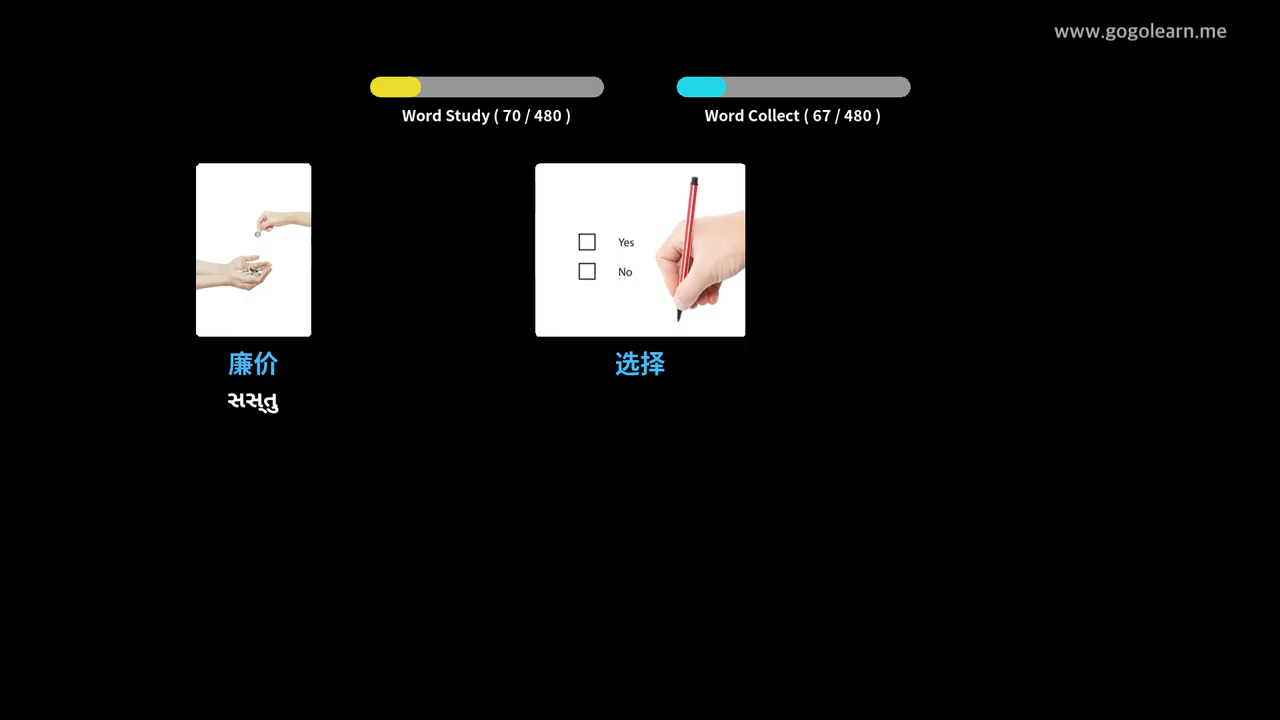 www.gogolearn.me
Word Study ( 70 / 480 )
Word Collect ( 67 / 480 )
Yes
No
廉价
选择
સસ્તુ